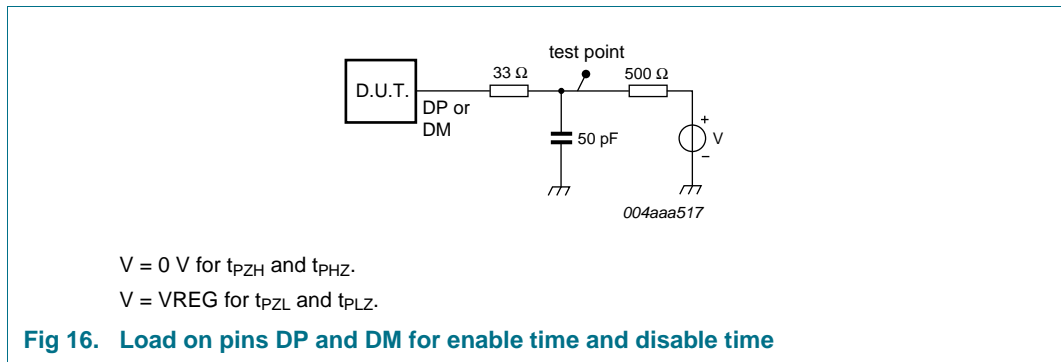 test point
33 Ω
500 Ω
D.U.T.
DP or
DM
50 pF
+
V
−
004aaa517
V = 0 V for tPZH and tPHZ.
V = VREG for tPZL and tPLZ.
Fig 16. Load on pins DP and DM for enable time and disable time